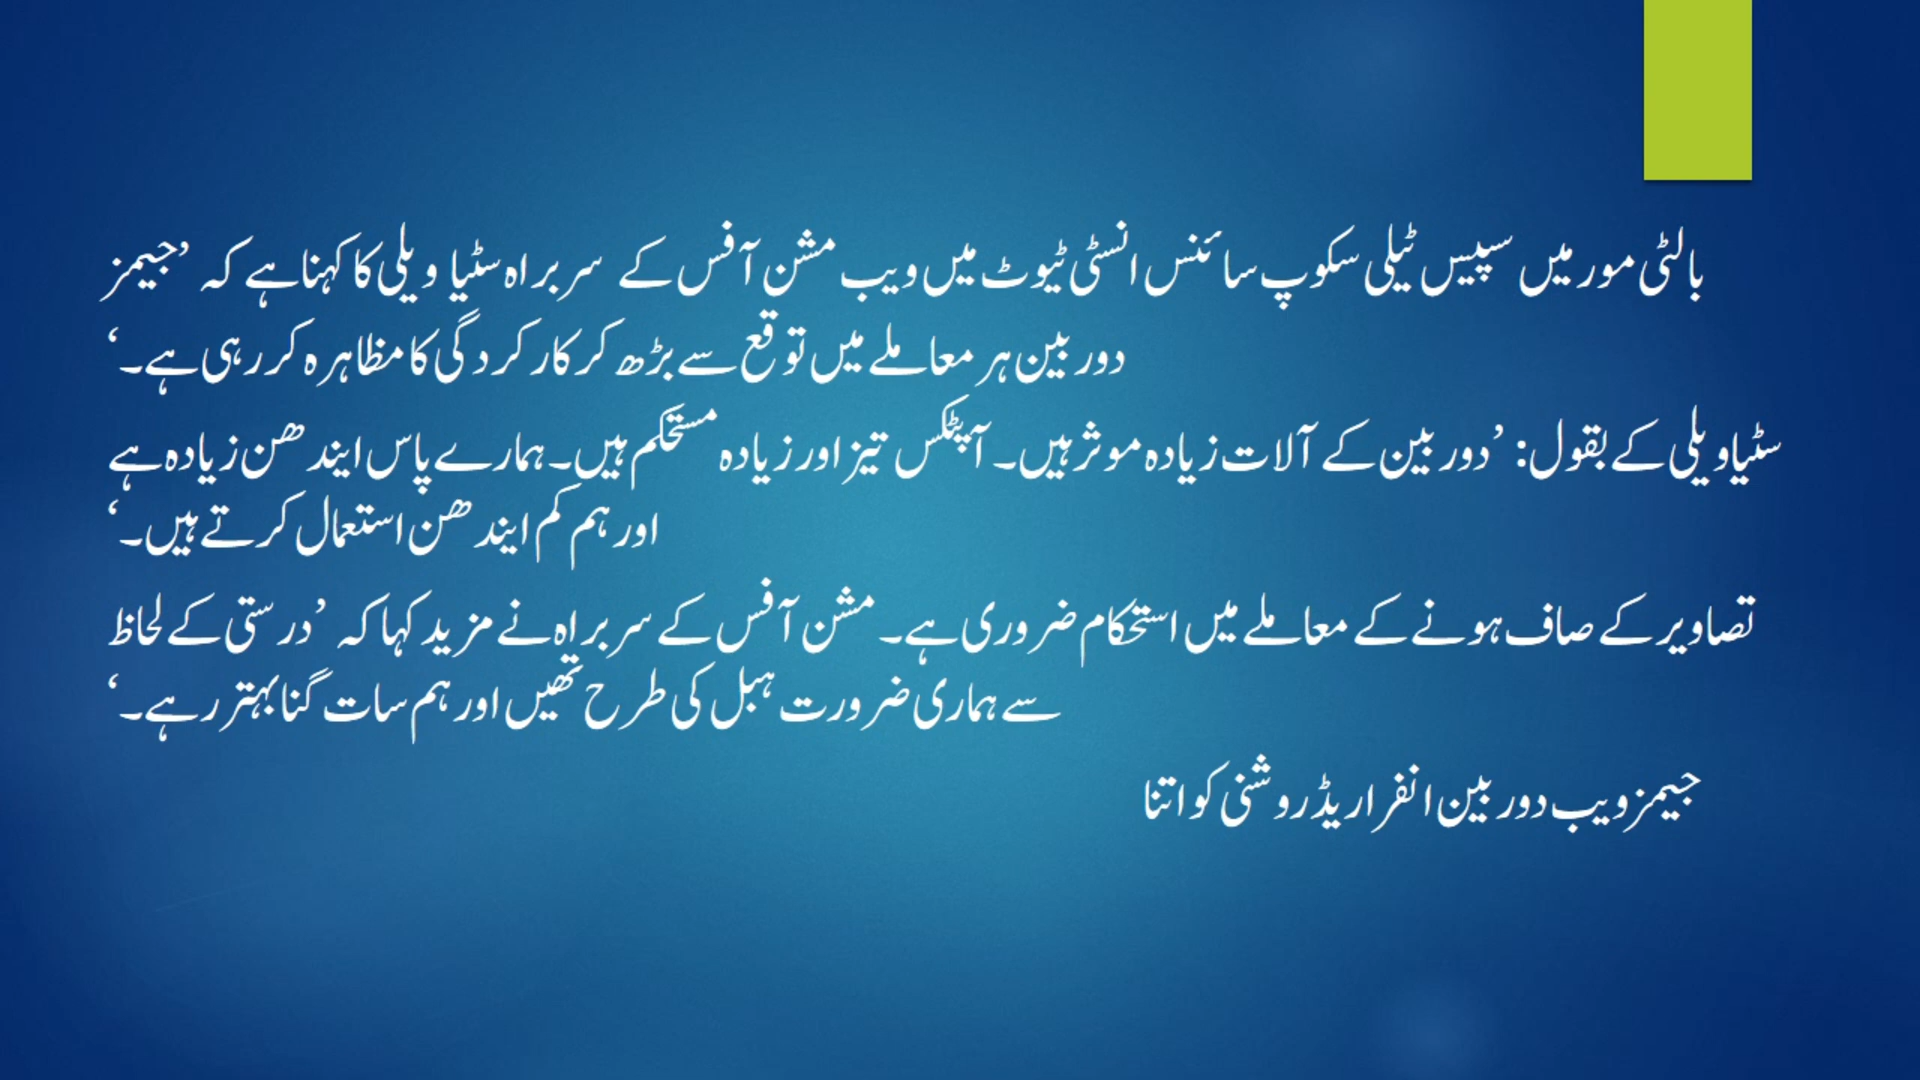 بالٹی مور میں سپیس ٹیلی سکوپ سائنس انسٹی ٹیوٹ میں ویب مشن آفس کے سربراہ سٹیا ویلی کا کہنا ہے کہ ’جیمز
دوربین ہر معاملے میں توقع سے بڑھ کر کارکردگی کا مظاہرہ کر رہی ہے۔‘
سٹیاویلی کے بقول: ’دوربین کے آلات زیادہ موثر ہیں۔ آپٹکس تیز اور زیادہ مستحکم ہیں۔ ہمارے پاس ایندھن زیادہ ہے
اور ہم کم ایندھن استعمال کرتے ہیں۔‘
تصاویر کے صاف ہونے کے معاملے میں استحکام ضروری ہے۔ مشن آفس کے سربراہ نے مزید کہا کہ ’درستی کے لحاظ
سے ہماری ضرورت ہبل کی طرح تھیں اور ہم سات گنا بہتر رہے۔‘
جیمز ویب دوربین انفراریڈ روشنی کو اتنا